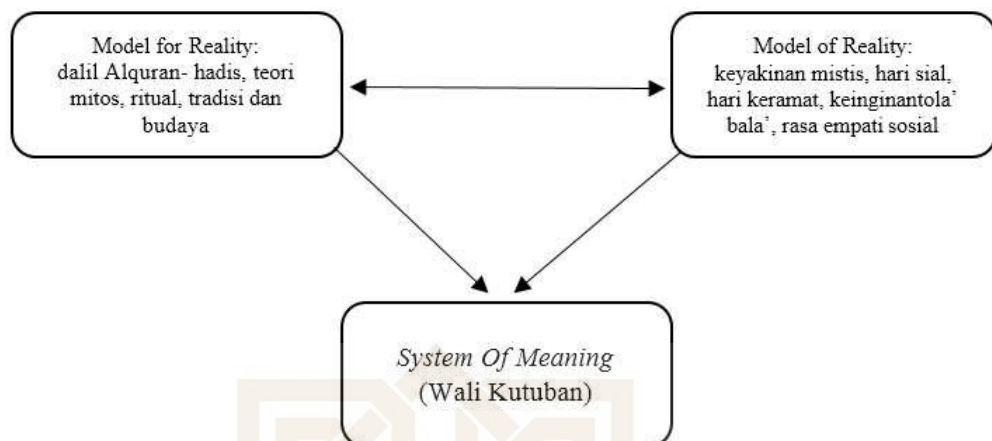 Model for Reality:
dalil Alquran- hadis, teori
mitos, ritual, tradisi dan
budaya
Model of Reality:
keyakinan mistis, hari sial,
hari keramat, keinginantola’
bala’, rasa empati sosial
System Of Meaning
(Wali Kutuban)